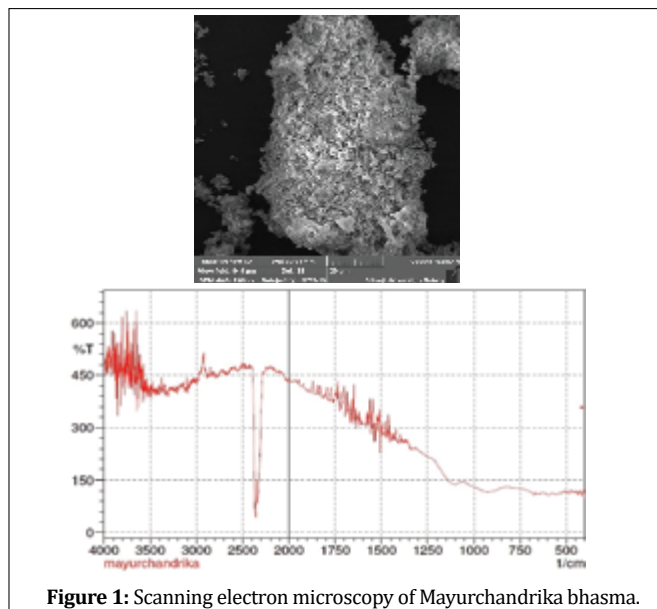 600
%T
450
300
150
0
4000 3500 3000 2500 2000 1750 1500 1250 1000 750 500
mayurchandrika 1/cm
Figure 1: Scanning electron microscopy of Mayurchandrika bhasma.